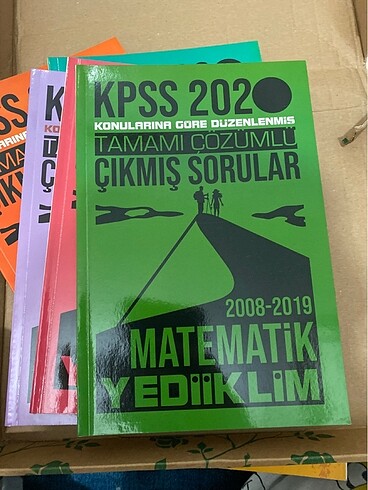 KPSS 2020
KONULARINA GÖRE DÜZENLENMİŞ
TAMAMI ÇÖZÜMLÜ
ÇIKMIŞ SORULAR
2008-2019
MATEMATİK
YEDİİKLİM